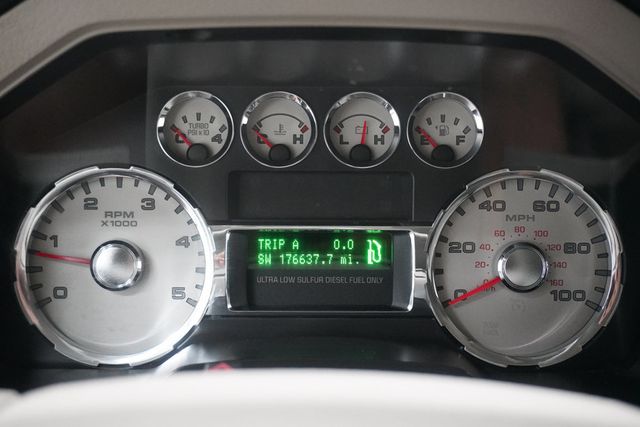 TURBO
PSI x 10
0 4
C H
L H
E F
RPM
X1000
0 1 2 3 4 5
TRIP A 0.0
SW 176637.7 mi.
ULTRA LOW SULFUR DIESEL FUEL ONLY
MPH
0 20 40 60 80 100
km/h
60 80 100 120 140 160